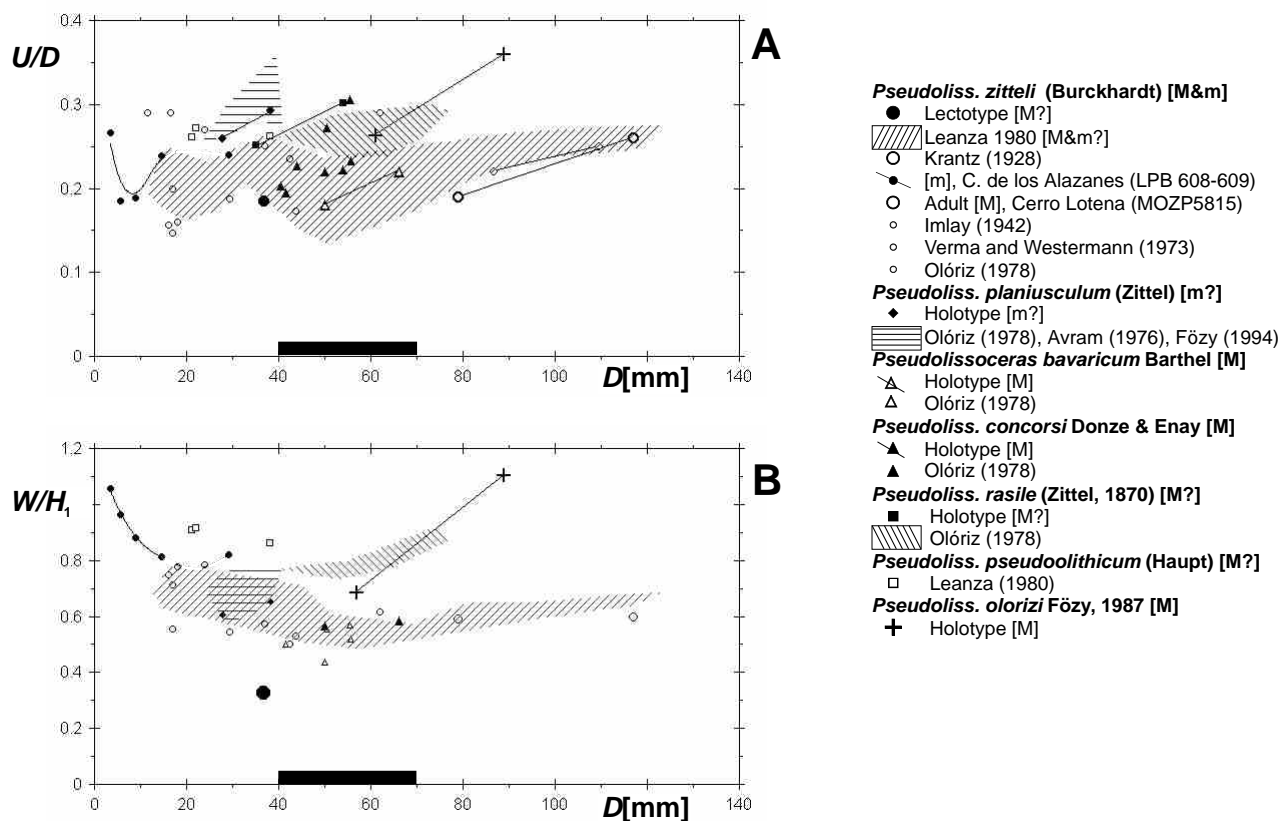 U/D
0.4
0.3
0.2
0.1
0
A
0 20 40 60 80 100 120 140
D[mm]
W/H1
1.2
1
0.8
0.6
0.4
0.2
0
B
0 20 40 60 80 100 120 140
D[mm]
Pseudoliss. zitteli (Burckhardt) [M&m]
Lectotype [M?]
Leanza 1980 [M&m?]
Krantz (1928)
[m], C. de los Alazanes (LPB 608-609)
Adult [M], Cerro Lotena (MOZP5815)
Imlay (1942)
Verma and Westermann (1973)
Olóriz (1978)
Pseudoliss. planiusculum (Zittel) [m?]
Holotype [m?]
Olóriz (1978), Avram (1976), Fözy (1994)
Pseudolissoceras bavaricum Barthel [M]
Holotype [M]
Olóriz (1978)
Pseudoliss. concorsi Donze & Enay [M]
Holotype [M]
Olóriz (1978)
Pseudoliss. rasile (Zittel, 1870) [M?]
Holotype [M?]
Olóriz (1978)
Pseudoliss. pseudoolithicum (Haupt) [M?]
Leanza (1980)
Pseudoliss. olorizi Fözy, 1987 [M]
Holotype [M]